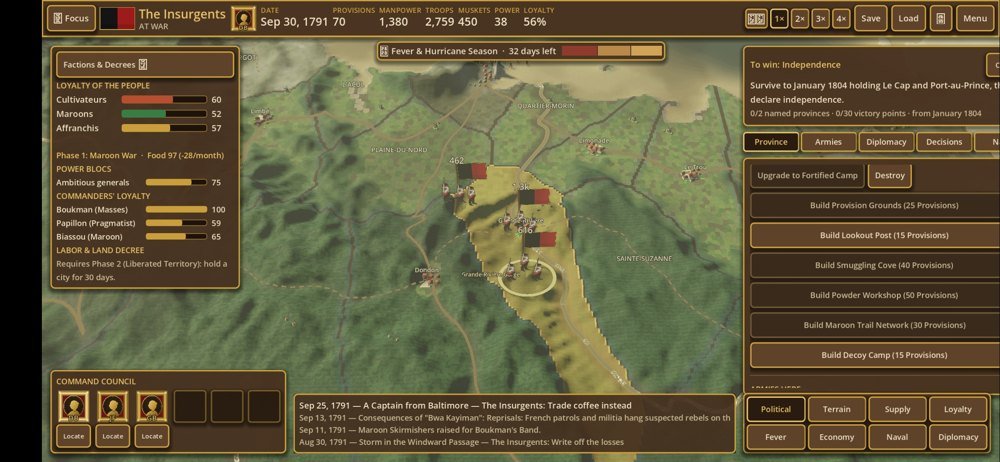 Focus
The Insurgents
AT WAR
DATE
Sep 30, 1791
PROVISIONS
70
MANPOWER
1,380
TROOPS
2,759
MUSKETS
450
POWER
38
LOYALTY
56%
1×
2×
3×
4×
Save
Load
Menu
Fever & Hurricane Season · 32 days left
Factions & Decrees
LOYALTY OF THE PEOPLE
Cultivateurs 60
Maroons 52
Affranchis 57
Phase 1: Maroon War · Food 97 (-28/month)
POWER BLOCS
Ambitious generals 75
COMMANDERS' LOYALTY
Boukman (Masses) 100
Papillon (Pragmatist) 59
Biassou (Maroon) 65
LABOR & LAND DECREE
Requires Phase 2 (Liberated Territory): hold a
city for 30 days.
L'ACUL
Limbé
QUARTIER-MORIN
PLAINE-DU-NORD
Limonade
Le Trou
462
1.3k
616
Dondon
SAINTE-SUZANNE
To win: Independence
Survive to January 1804 holding Le Cap and Port-au-Prince, th
declare independence.
0/2 named provinces · 0/30 victory points · from January 1804
Province
Armies
Diplomacy
Decisions
N
Upgrade to Fortified Camp
Destroy
Build Provision Grounds (25 Provisions)
Build Lookout Post (15 Provisions)
Build Smuggling Cove (40 Provisions)
Build Powder Workshop (50 Provisions)
Build Maroon Trail Network (30 Provisions)
Build Decoy Camp (15 Provisions)
COMMAND COUNCIL
Locate
Locate
Locate
Sep 25, 1791 — A Captain from Baltimore — The Insurgents: Trade coffee instead
Sep 13, 1791 — Consequences of "Bwa Kayiman": Reprisals: French patrols and militia hang suspected rebels on th
Sep 11, 1791 — Maroon Skirmishers raised for Boukman's Band.
Aug 30, 1791 — Storm in the Windward Passage — The Insurgents: Write off the losses
Political
Terrain
Supply
Loyalty
Fever
Economy
Naval
Diplomacy